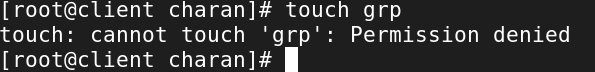 [root@client charan]# touch grp
touch: cannot touch 'grp': Permission denied
[root@client charan]#